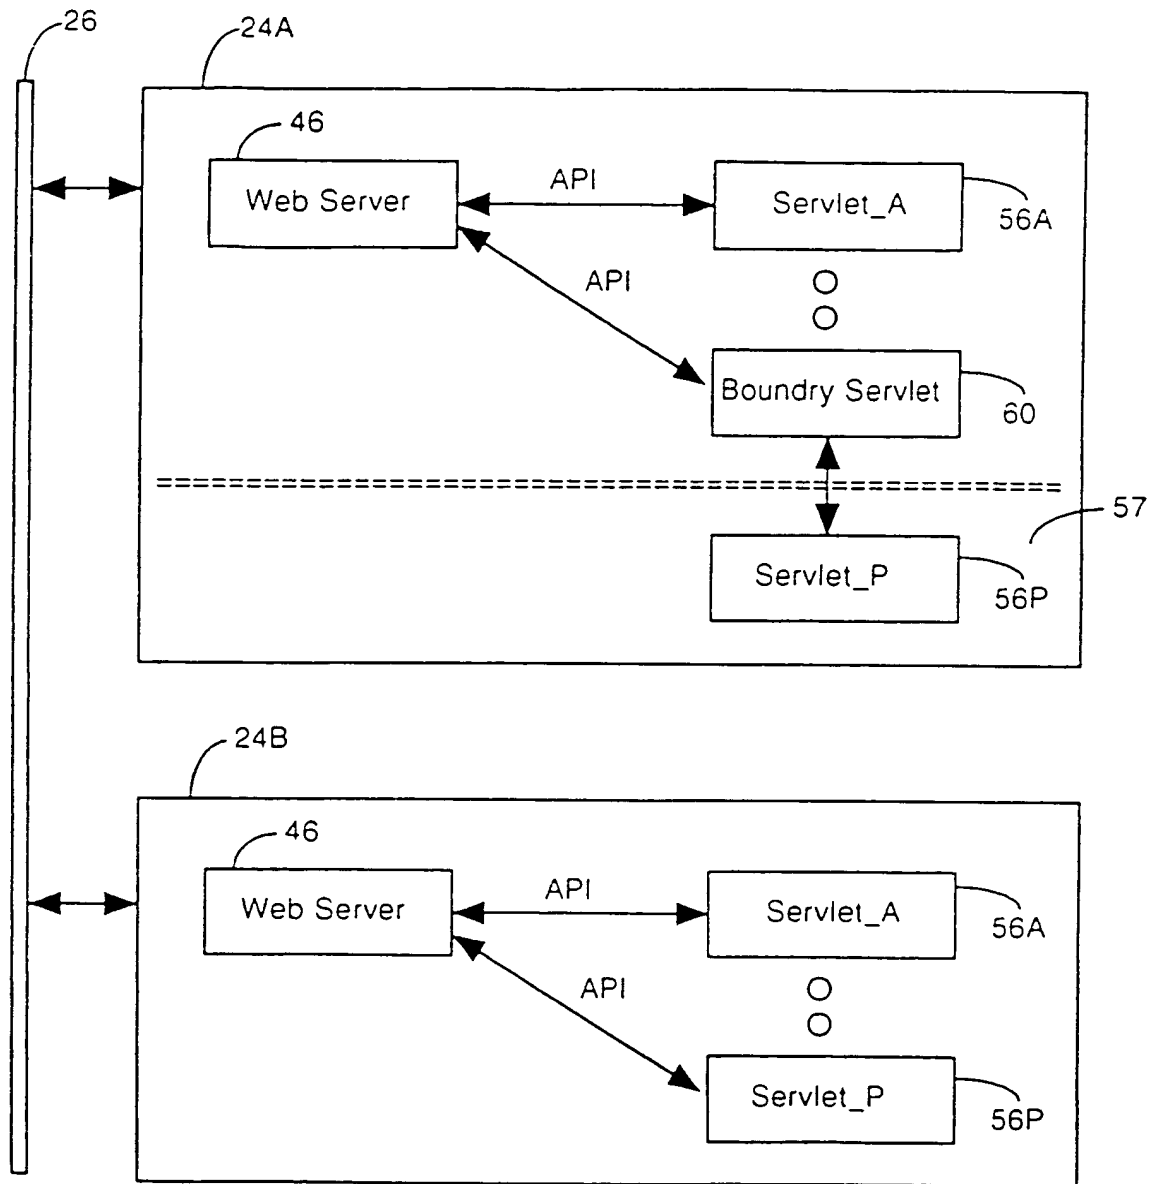 26
24A
46
Web Server
API
Servlet_A
56A
API
Boundry Servlet
60
57
Servlet_P
56P
24B
46
Web Server
API
Servlet_A
56A
API
Servlet_P
56P